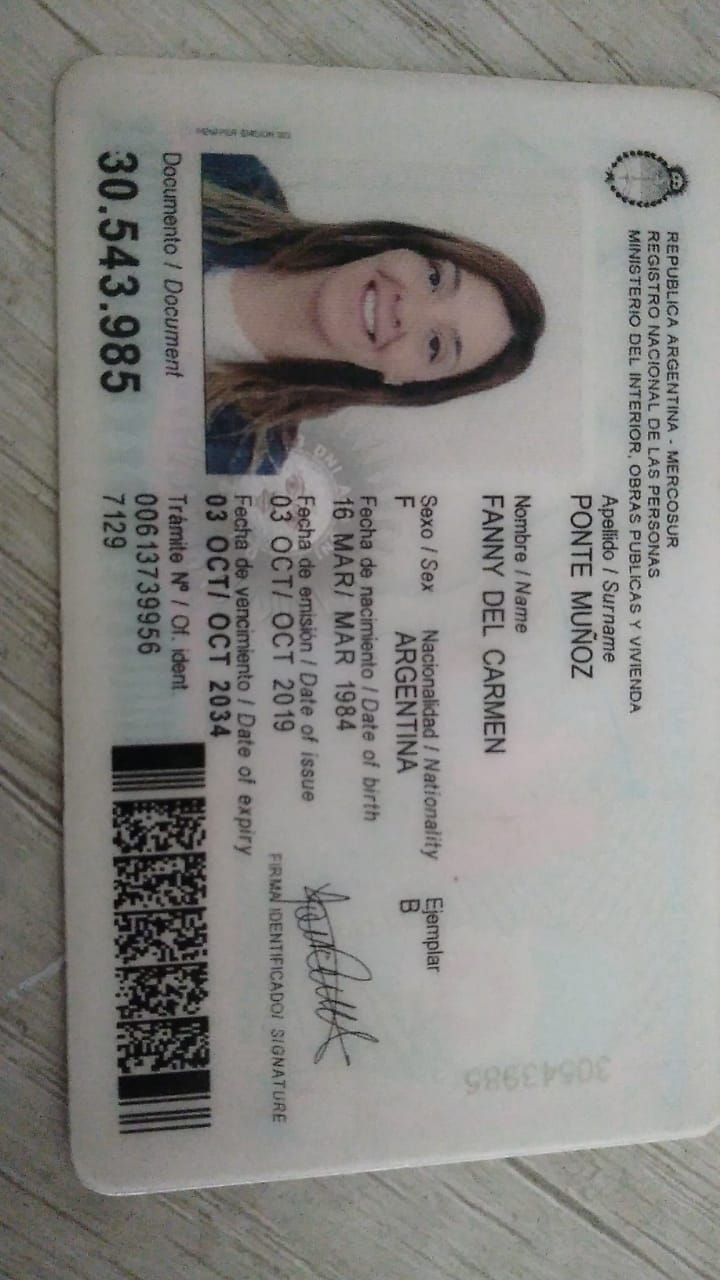 REPUBLICA ARGENTINA - MERCOSUR
REGISTRO NACIONAL DE LAS PERSONAS
MINISTERIO DEL INTERIOR, OBRAS PUBLICAS Y VIVIENDA
Apellido / Surname
PONTE MUÑOZ
Nombre / Name
FANNY DEL CARMEN
Sexo / Sex Nacionalidad / Nationality Ejemplar
F ARGENTINA B
Fecha de nacimiento / Date of birth
16 MAR/ MAR 1984
Fecha de emisión / Date of issue
03 OCT/ OCT 2019
Fecha de vencimiento / Date of expiry
03 OCT/ OCT 2034
FIRMA IDENTIFICADO/ SIGNATURE
Documento / Document
30.543.985
Trámite Nº / Of. ident
00613739956
7129
30543985